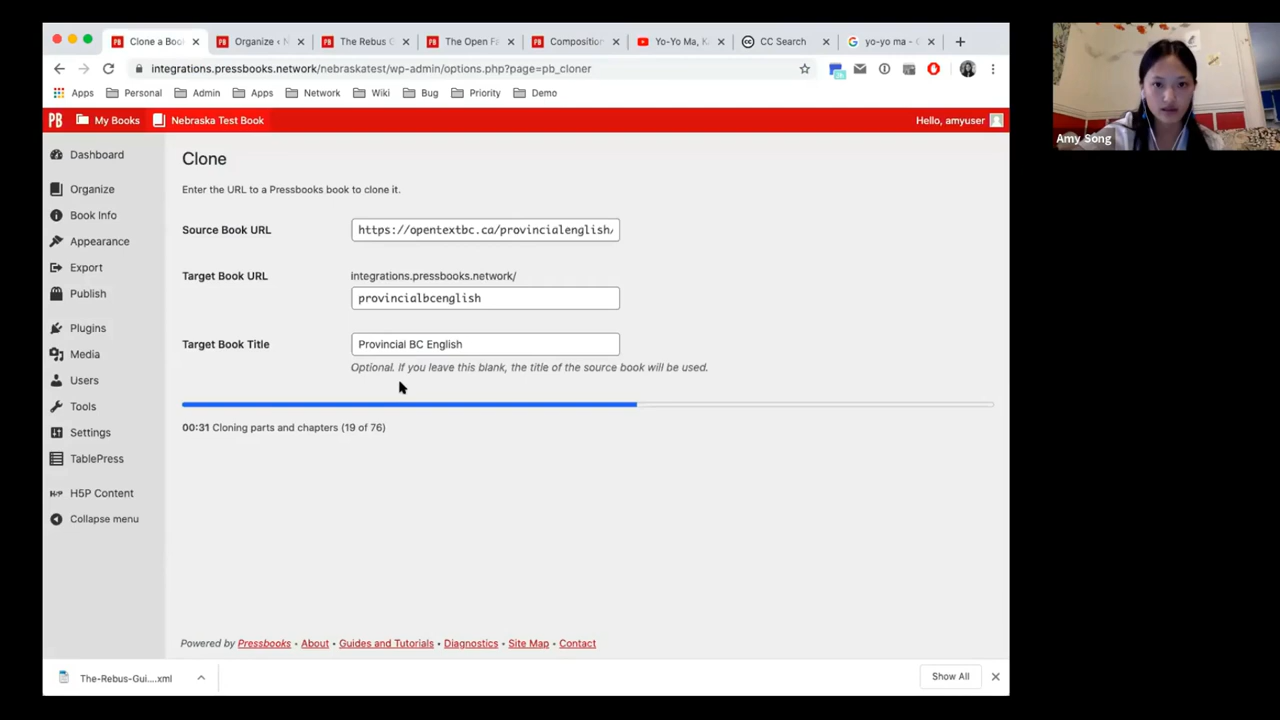 Clone a Boo
Organize ‹ N
The Rebus G
The Open F
Composition
Yo-Yo Ma, K
CC Search
yo-yo ma - G
integrations.pressbooks.network/nebraskatest/wp-admin/options.php?page=pb_cloner
Apps
Personal
Admin
Apps
Network
Wiki
Bug
Priority
Demo
PB
My Books
Nebraska Test Book
Hello, amyuser
Dashboard
Organize
Book Info
Appearance
Export
Publish
Plugins
Media
Users
Tools
Settings
TablePress
H5P Content
Collapse menu
Clone
Enter the URL to a Pressbooks book to clone it.
Source Book URL
https://opentextbc.ca/provincialenglish/
Target Book URL
integrations.pressbooks.network/
provincialbcenglish
Target Book Title
Provincial BC English
Optional. If you leave this blank, the title of the source book will be used.
00:31 Cloning parts and chapters (19 of 76)
Powered by Pressbooks • About • Guides and Tutorials • Diagnostics • Site Map • Contact
The-Rebus-Gui....xml
Show All
Amy Song